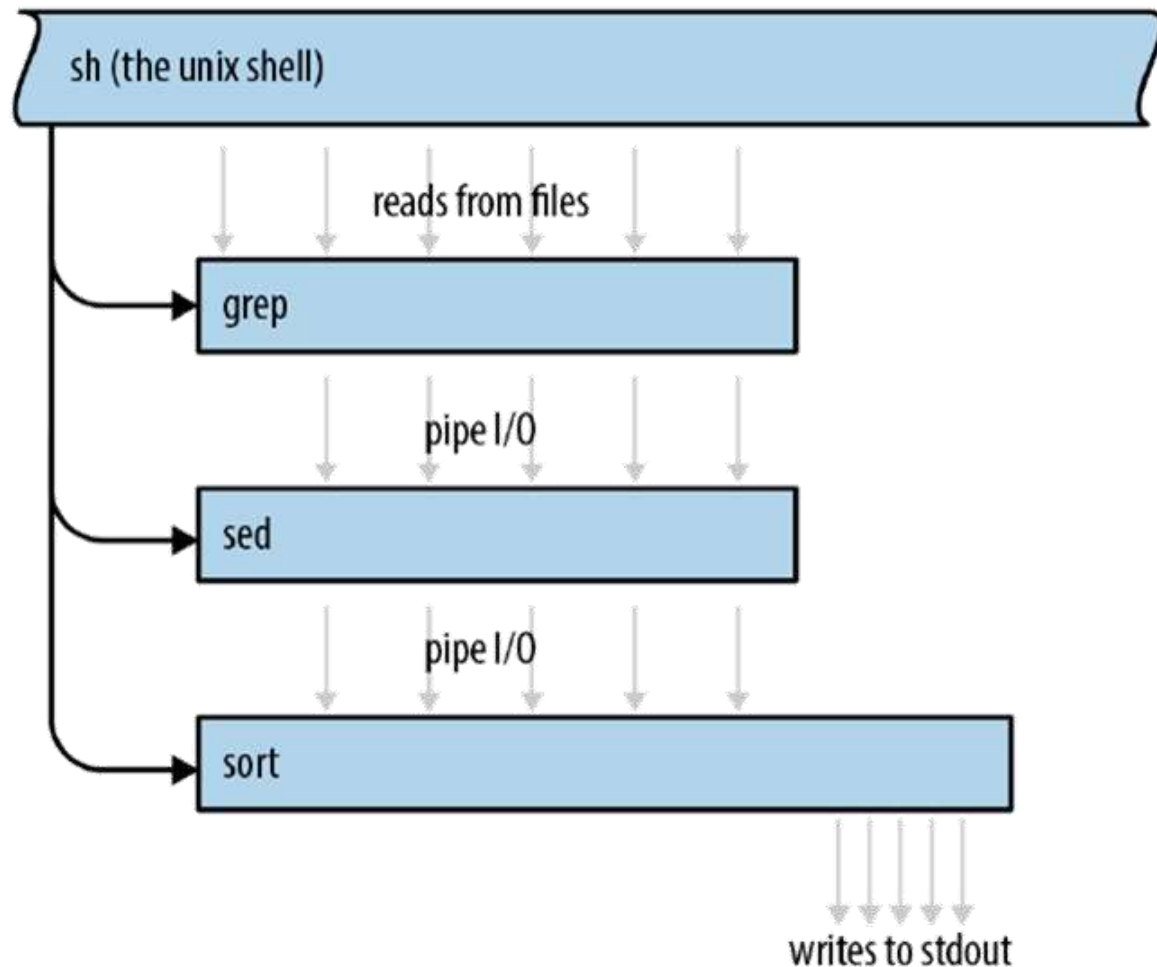 sh (the unix shell)
reads from files
grep
pipe I/O
sed
pipe I/O
sort
writes to stdout